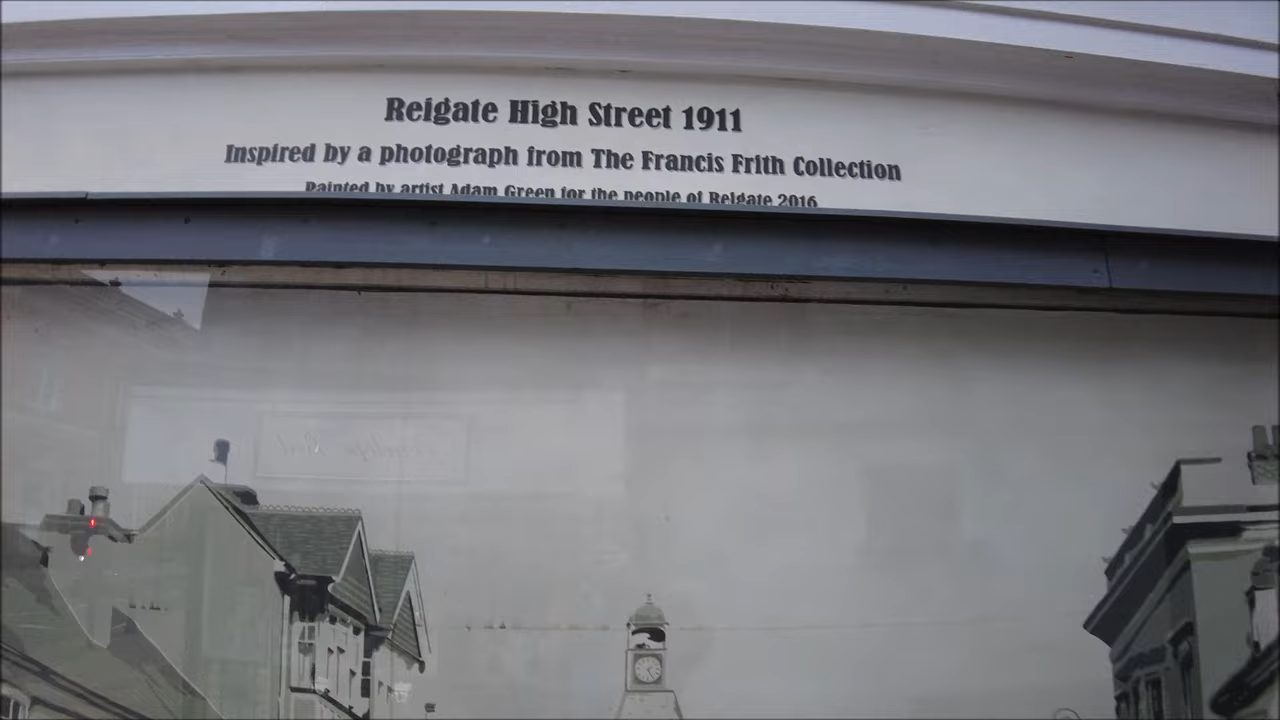 Reigate High Street 1911
Inspired by a photograph from The Francis Frith Collection
Painted by artist Adam Green for the people of Reigate 2016